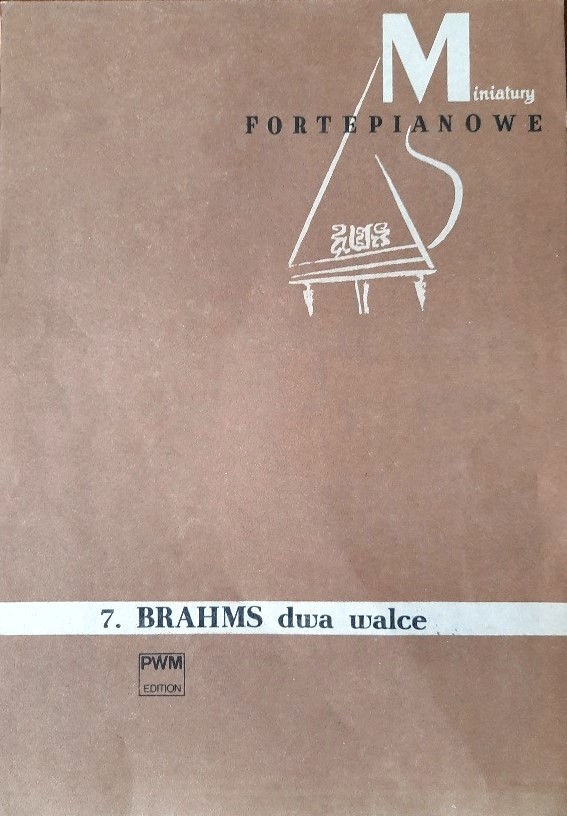 Miniatury
FORTEPIANOWE
7. BRAHMS dwa walce
PWM
EDITION